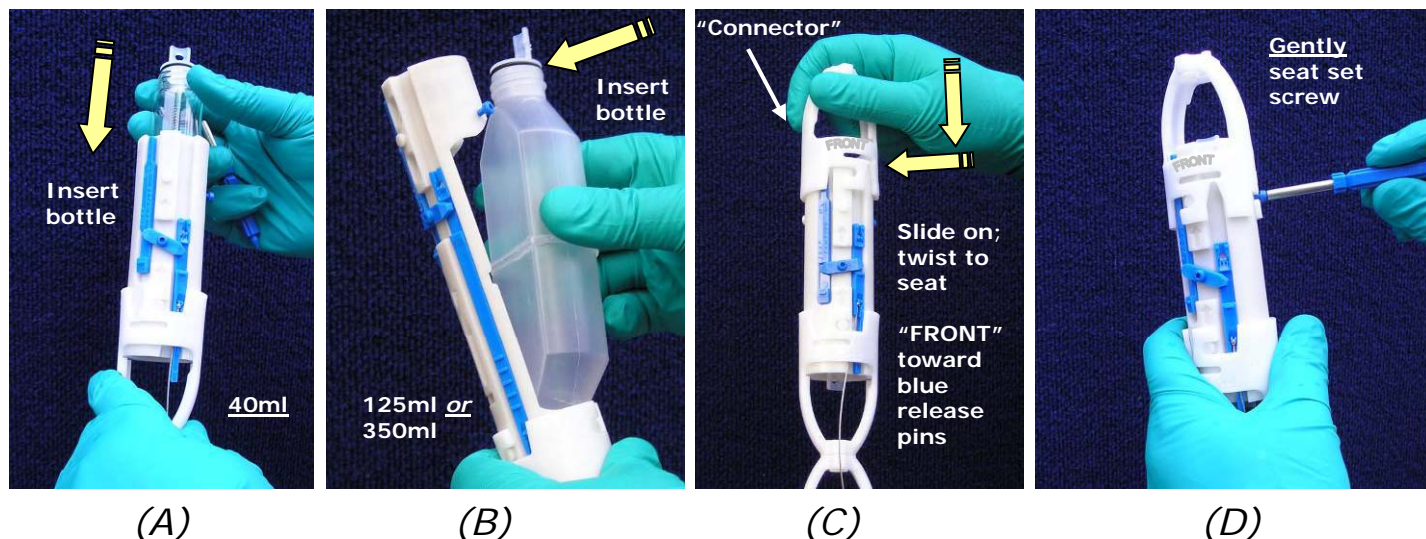 Insert
bottle
40ml
(A)
Insert
bottle
125ml or
350ml
(B)
“Connector”
FRONT
Slide on;
twist to
seat
“FRONT”
toward
blue
release
pins
(C)
Gently
seat set
screw
FRONT
(D)